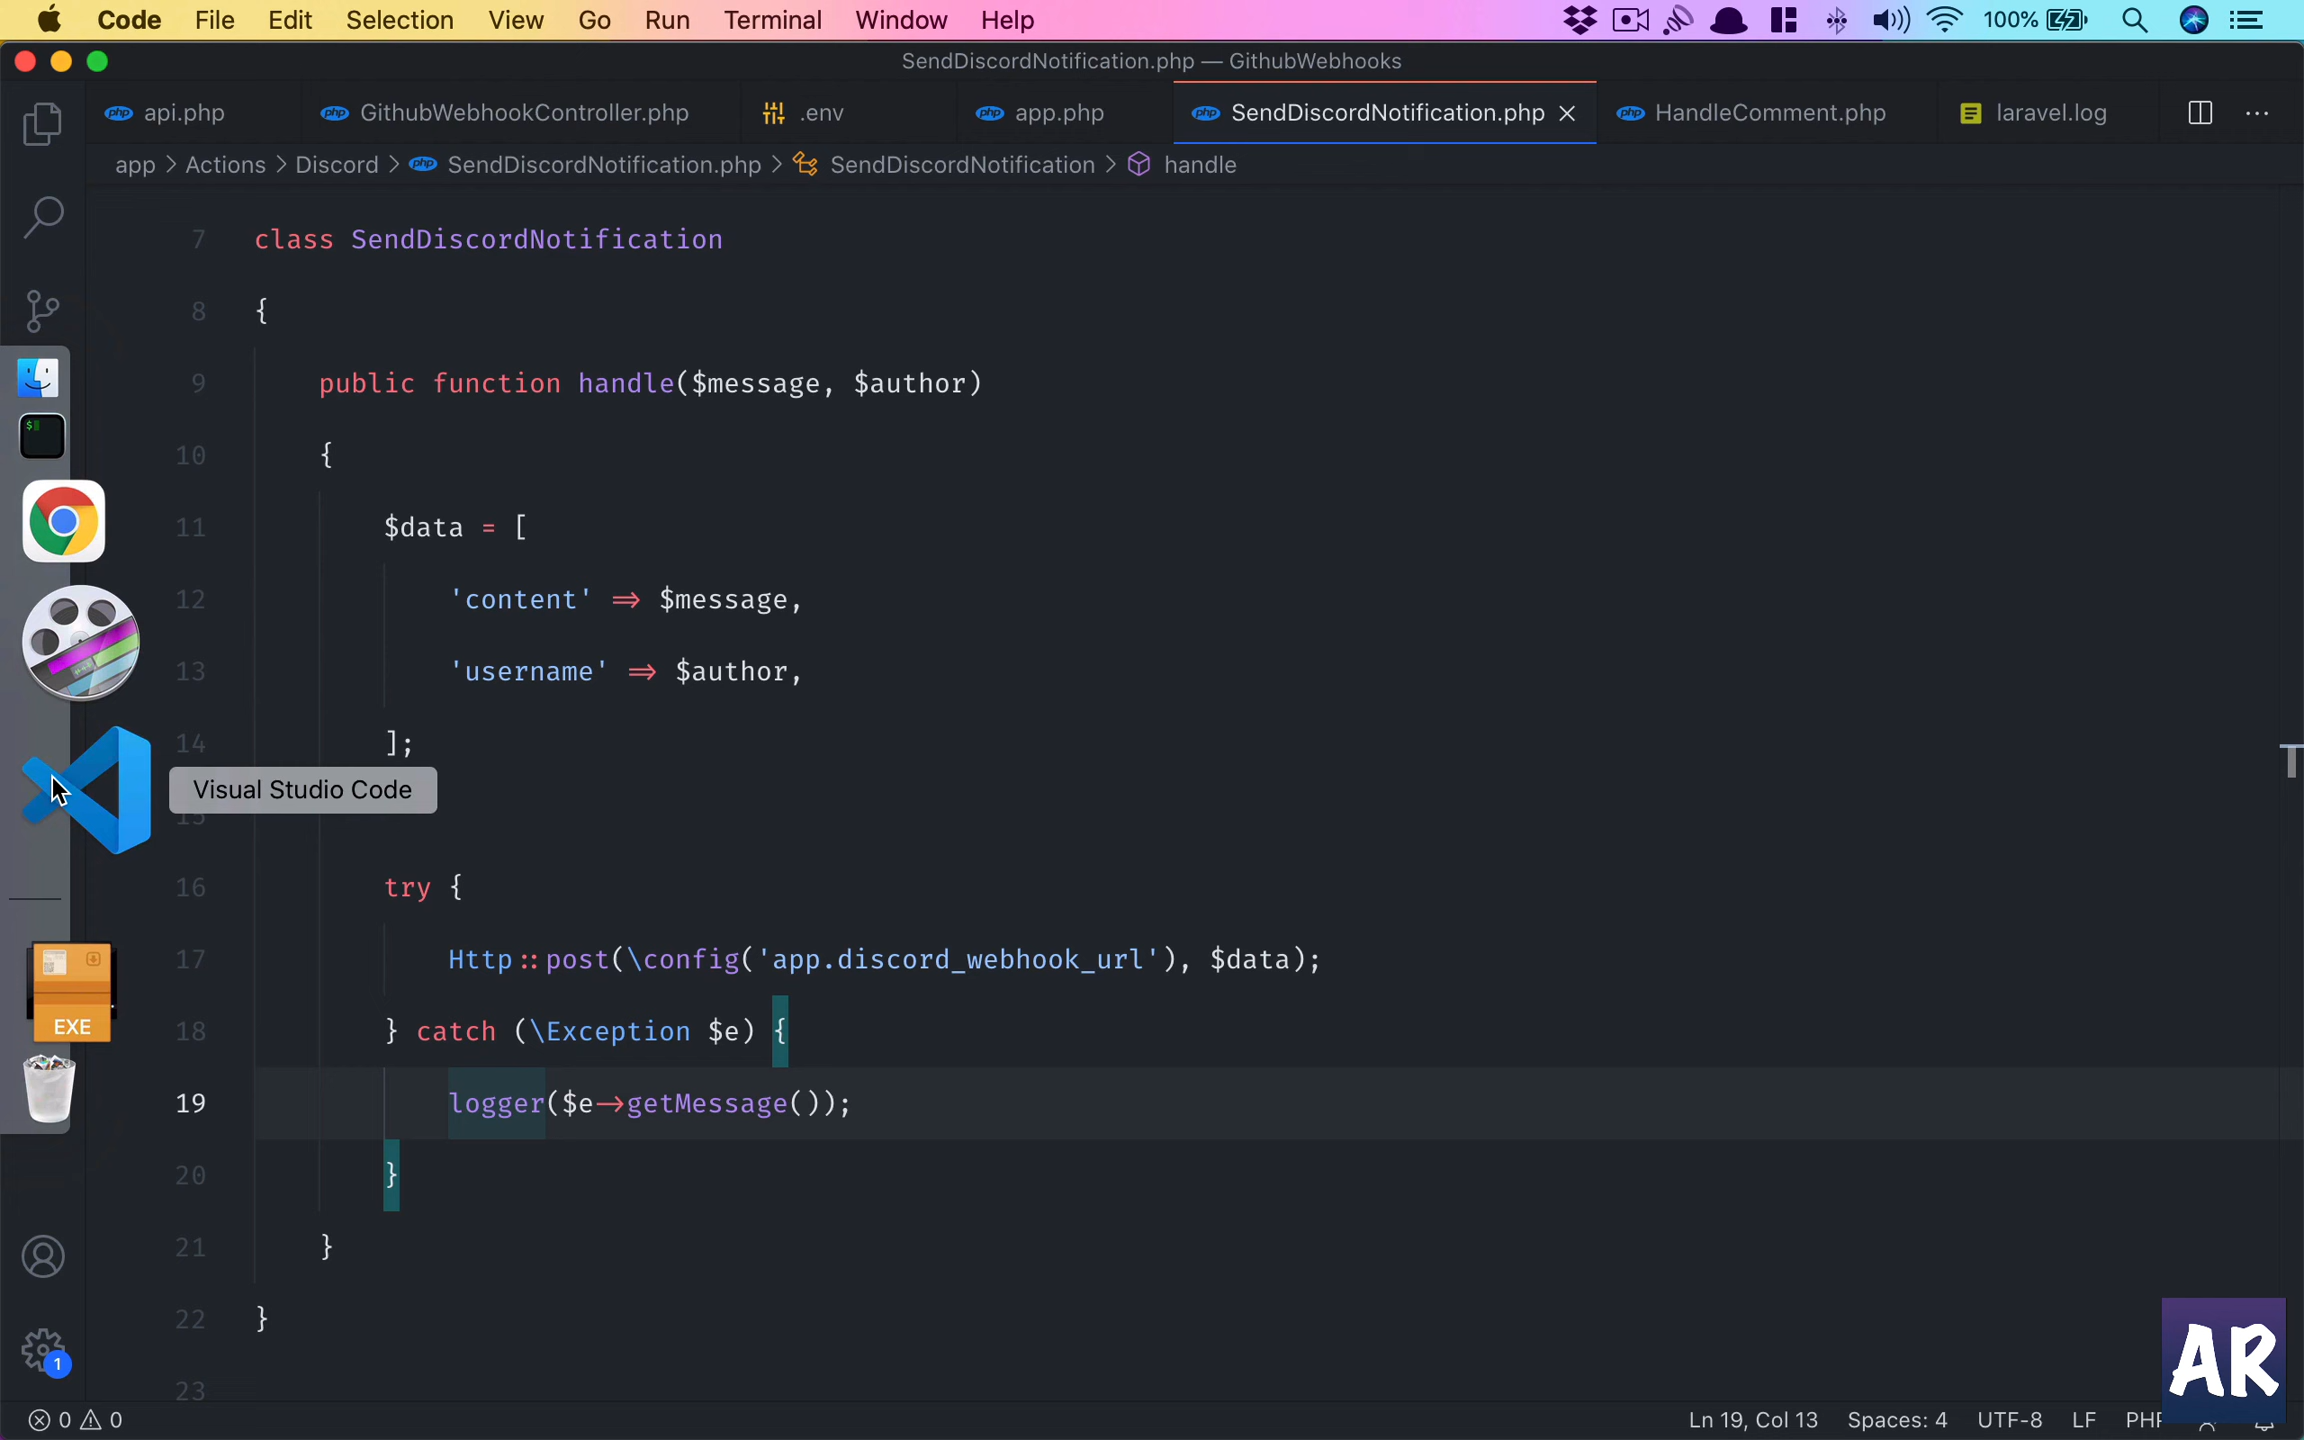 Code File Edit Selection View Go Run Terminal Window Help 100%
SendDiscordNotification.php — GithubWebhooks
api.php GithubWebhookController.php .env app.php SendDiscordNotification.php HandleComment.php laravel.log
app > Actions > Discord > SendDiscordNotification.php > SendDiscordNotification > handle
7 class SendDiscordNotification
8 {
9 public function handle($message, $author)
10 {
11 $data = [
12 'content' => $message,
13 'username' => $author,
14 ];
Visual Studio Code
15
16 try {
17 Http::post(\config('app.discord_webhook_url'), $data);
18 } catch (\Exception $e) {
19 logger($e->getMessage());
20 }
21 }
22 }
23
$
EXE
1
AR
0 0 Ln 19, Col 13 Spaces: 4 UTF-8 LF